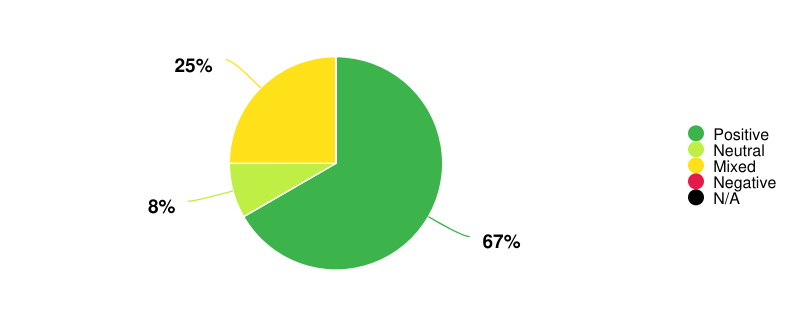 25%
8%
67%
Positive
Neutral
Mixed
Negative
N/A